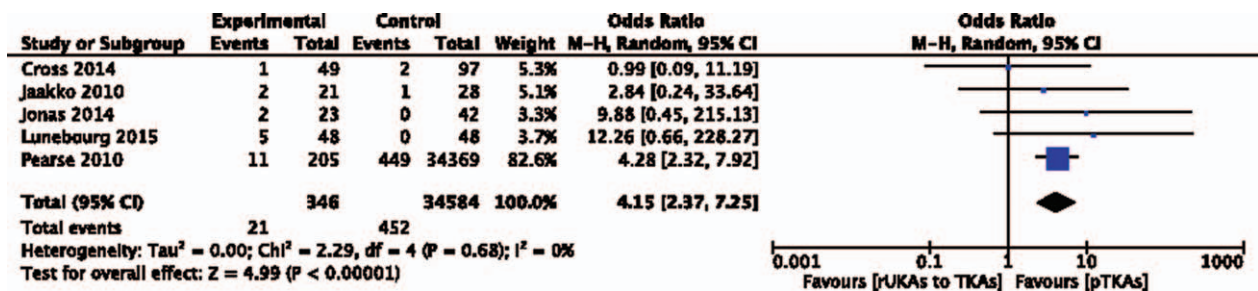 Experimental Control Odds Ratio Odds Ratio
Study or Subgroup Events Total Events Total Weight M-H, Random, 95% CI M-H, Random, 95% CI
Cross 2014 1 49 2 97 5.3% 0.99 [0.09, 11.19]
Jaakko 2010 2 21 1 28 5.1% 2.84 [0.24, 33.64]
Jonas 2014 2 23 0 42 3.3% 9.88 [0.45, 215.13]
Lunebourg 2015 5 48 0 48 3.7% 12.26 [0.66, 228.27]
Pearse 2010 11 205 449 34369 82.6% 4.28 [2.32, 7.92]
Total (95% CI) 346 34584 100.0% 4.15 [2.37, 7.25]
Total events 21 452
Heterogeneity: Tau² = 0.00; Chi² = 2.29, df = 4 (P = 0.68); I² = 0%
Test for overall effect: Z = 4.99 (P < 0.00001)
0.001 0.1 1 10 1000
Favours [rUKAs to TKAs] Favours [pTKAs]